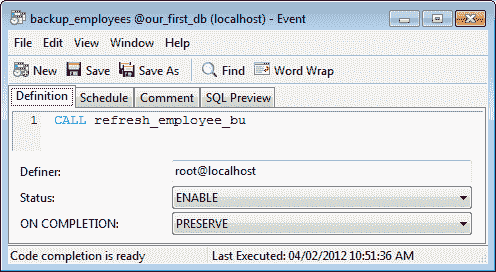 backup_employees @our_first_db (localhost) - Event
File Edit View Window Help
New Save Save As Find Word Wrap
Definition Schedule Comment SQL Preview
1 CALL refresh_employee_bu
Definer: root@localhost
Status: ENABLE
ON COMPLETION: PRESERVE
Code completion is ready Last Executed: 04/02/2012 10:51:36 AM